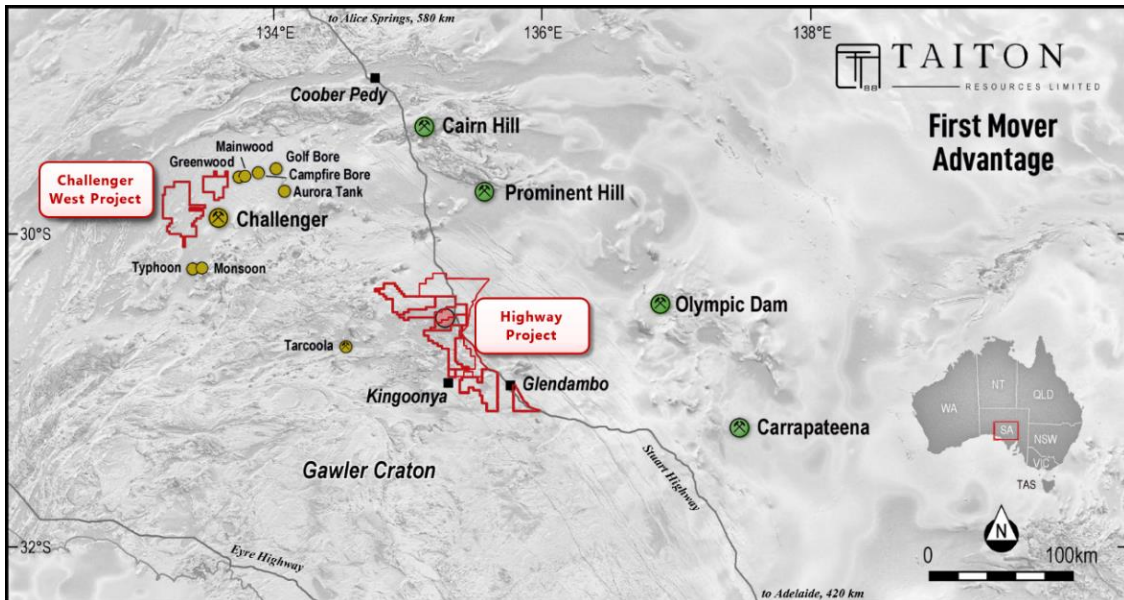 to Alice Springs, 580 km
134°E
136°E
138°E
TAITON
RESOURCES LIMITED
TT88
First Mover
Advantage
Coober Pedy
Cairn Hill
Mainwood
Greenwood
Golf Bore
Campfire Bore
Aurora Tank
Challenger
West Project
Prominent Hill
Challenger
30°S
Typhoon
Monsoon
Olympic Dam
Highway
Project
Tarcoola
Kingoonya
Glendambo
Carrapateena
NT
QLD
WA
SA
NSW
VIC
TAS
Gawler Craton
Stuart Highway
N
32°S
Eyre Highway
0
100km
to Adelaide, 420 km